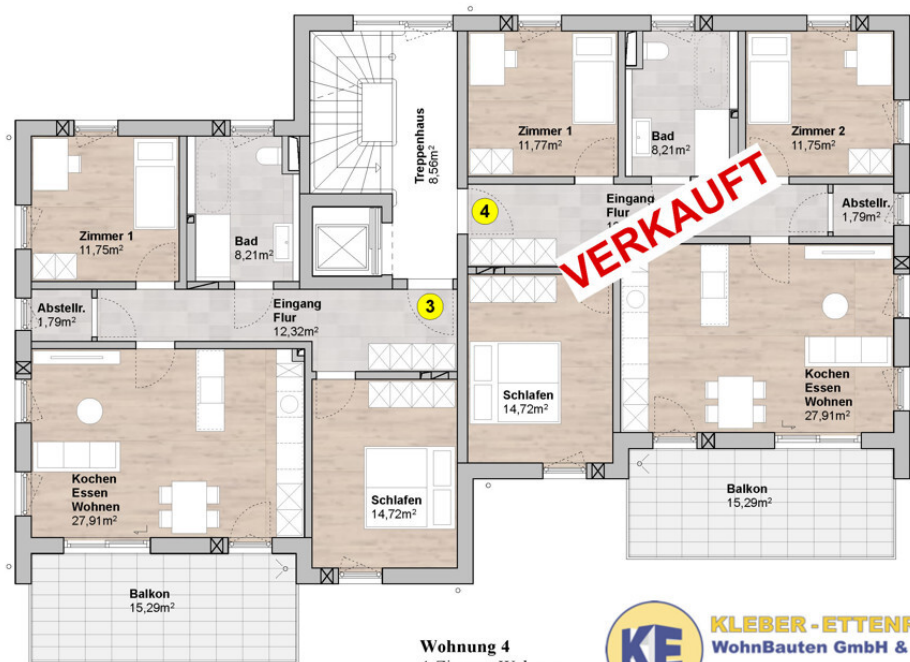 Zimmer 1
11,77m²
Bad
8,21m²
Zimmer 2
11,75m²
Treppenhaus
8,56m²
Zimmer 1
11,75m²
Bad
8,21m²
4
Eingang
Flur
VERKAUFT
Abstellr.
1,79m²
Abstellr.
1,79m²
Eingang
Flur
12,32m²
3
Schlafen
14,72m²
Kochen
Essen
Wohnen
27,91m²
Kochen
Essen
Wohnen
27,91m²
Schlafen
14,72m²
Balkon
15,29m²
Balkon
15,29m²
Wohnung 4
KE
KLEBER - ETTENH
WohnBauten GmbH &